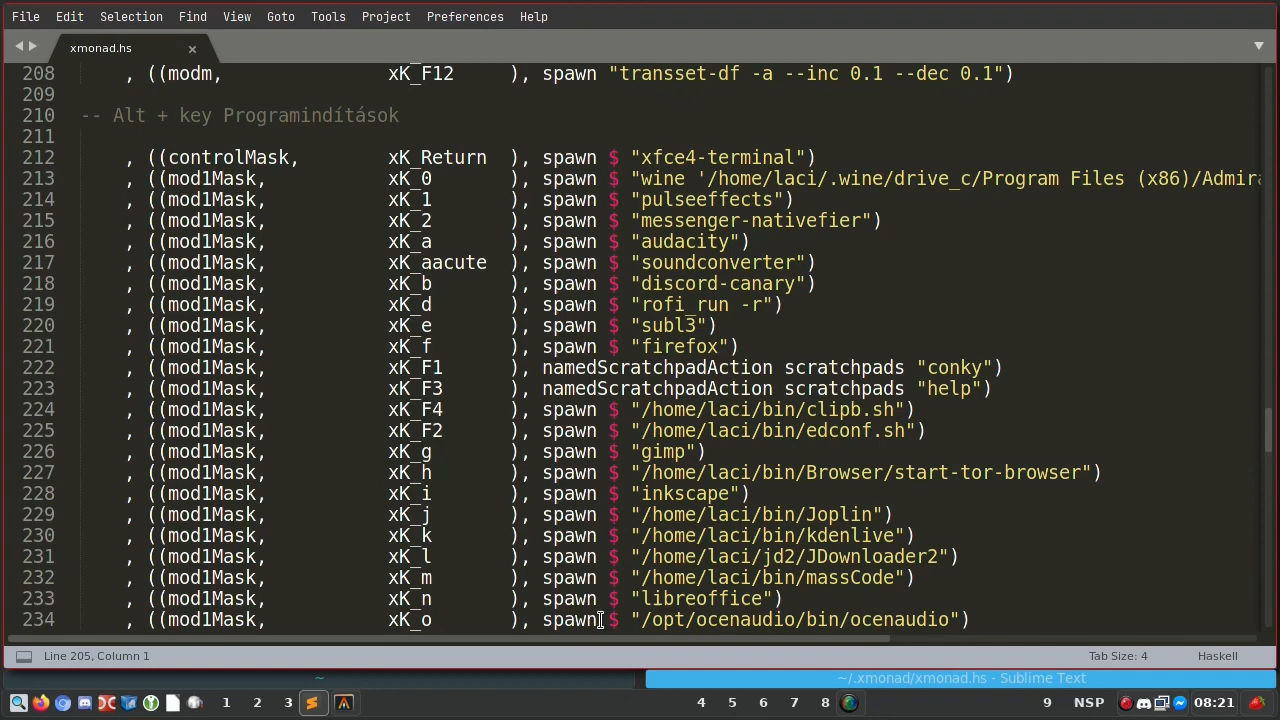 File Edit Selection Find View Goto Tools Project Preferences Help
xmonad.hs ×
208 , ((modm, xK_F12 ), spawn "transset-df -a --inc 0.1 --dec 0.1")
209
210 -- Alt + key Programindítások
211
212 , ((controlMask, xK_Return ), spawn $ "xfce4-terminal")
213 , ((mod1Mask, xK_0 ), spawn $ "wine '/home/laci/.wine/drive_c/Program Files (x86)/Admira
214 , ((mod1Mask, xK_1 ), spawn $ "pulseeffects")
215 , ((mod1Mask, xK_2 ), spawn $ "messenger-nativefier")
216 , ((mod1Mask, xK_a ), spawn $ "audacity")
217 , ((mod1Mask, xK_aacute ), spawn $ "soundconverter")
218 , ((mod1Mask, xK_b ), spawn $ "discord-canary")
219 , ((mod1Mask, xK_d ), spawn $ "rofi_run -r")
220 , ((mod1Mask, xK_e ), spawn $ "subl3")
221 , ((mod1Mask, xK_f ), spawn $ "firefox")
222 , ((mod1Mask, xK_F1 ), namedScratchpadAction scratchpads "conky")
223 , ((mod1Mask, xK_F3 ), namedScratchpadAction scratchpads "help")
224 , ((mod1Mask, xK_F4 ), spawn $ "/home/laci/bin/clipb.sh")
225 , ((mod1Mask, xK_F2 ), spawn $ "/home/laci/bin/edconf.sh")
226 , ((mod1Mask, xK_g ), spawn $ "gimp")
227 , ((mod1Mask, xK_h ), spawn $ "/home/laci/bin/Browser/start-tor-browser")
228 , ((mod1Mask, xK_i ), spawn $ "inkscape")
229 , ((mod1Mask, xK_j ), spawn $ "/home/laci/bin/Joplin")
230 , ((mod1Mask, xK_k ), spawn $ "/home/laci/bin/kdenlive")
231 , ((mod1Mask, xK_l ), spawn $ "/home/laci/jd2/JDownloader2")
232 , ((mod1Mask, xK_m ), spawn $ "/home/laci/bin/massCode")
233 , ((mod1Mask, xK_n ), spawn $ "libreoffice")
234 , ((mod1Mask, xK_o ), spawn $ "/opt/ocenaudio/bin/ocenaudio")
Line 205, Column 1 Tab Size: 4 Haskell
~ ~/.xmonad/xmonad.hs - Sublime Text
1 2 3 4 5 6 7 8 9 NSP 08:21